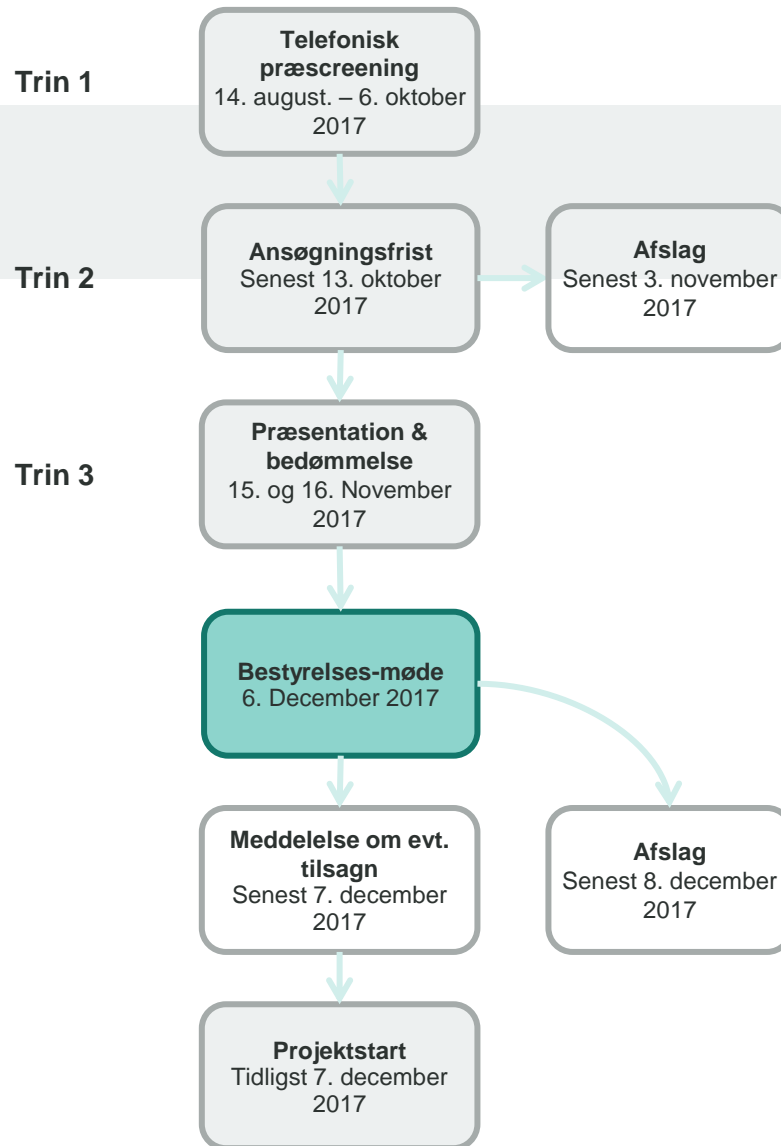 Trin 1
Telefonisk
præscreening
14. august. – 6. oktober
2017
Trin 2
Ansøgningsfrist
Senest 13. oktober
2017
Afslag
Senest 3. november
2017
Trin 3
Præsentation &
bedømmelse
15. og 16. November
2017
Bestyrelses-møde
6. December 2017
Meddelelse om evt.
tilsagn
Senest 7. december
2017
Afslag
Senest 8. december
2017
Projektstart
Tidligst 7. december
2017